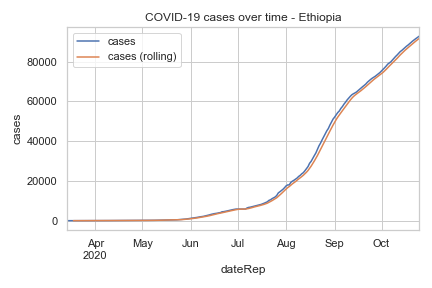 COVID-19 cases over time - Ethiopia
cases
cases (rolling)
80000
60000
40000
20000
0
cases
Apr May Jun Jul Aug Sep Oct
2020
dateRep